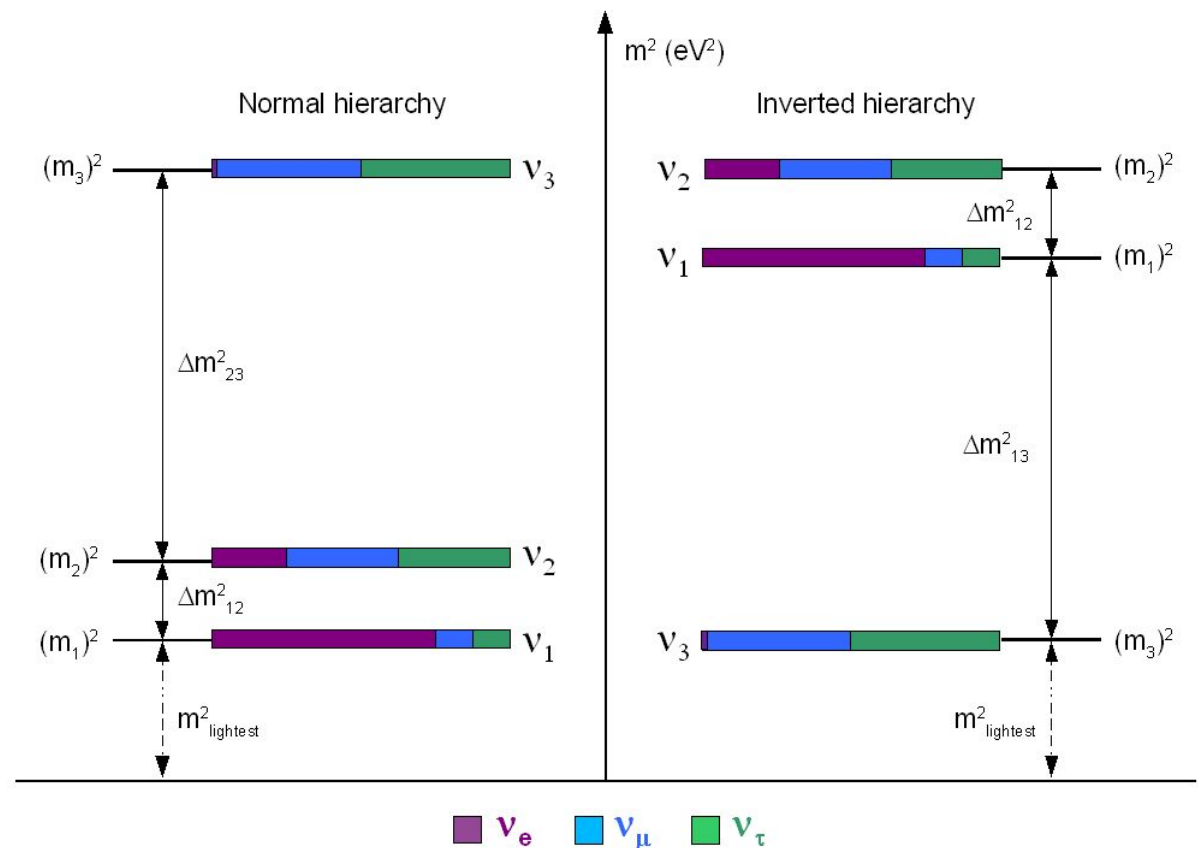 m² (eV²)
Normal hierarchy
Inverted hierarchy
(m₃)²
ν₃
ν₂
(m₂)²
Δm²₁₂
ν₁
(m₁)²
Δm²₂₃
Δm²₁₃
(m₂)²
ν₂
Δm²₁₂
(m₁)²
ν₁
ν₃
(m₃)²
m²lightest
m²lightest
νe
νμ
ντ